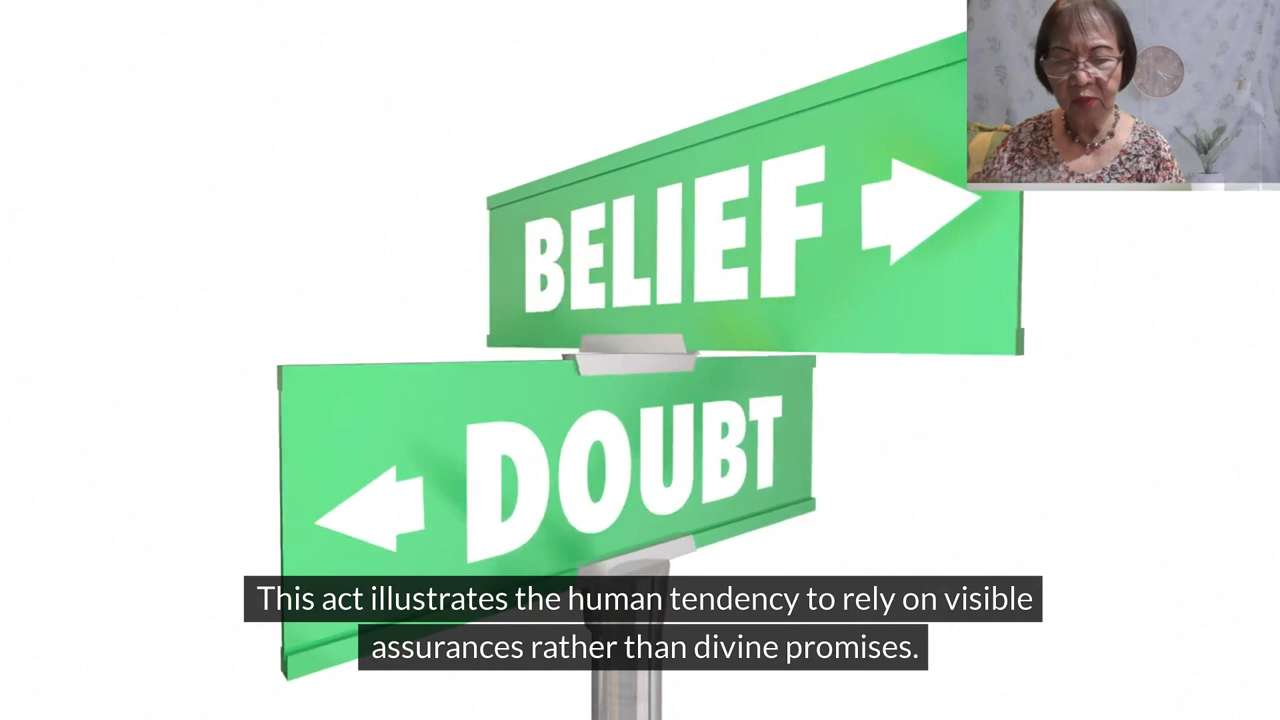 BELIEF
DOUBT
This act illustrates the human tendency to rely on visible
assurances rather than divine promises.